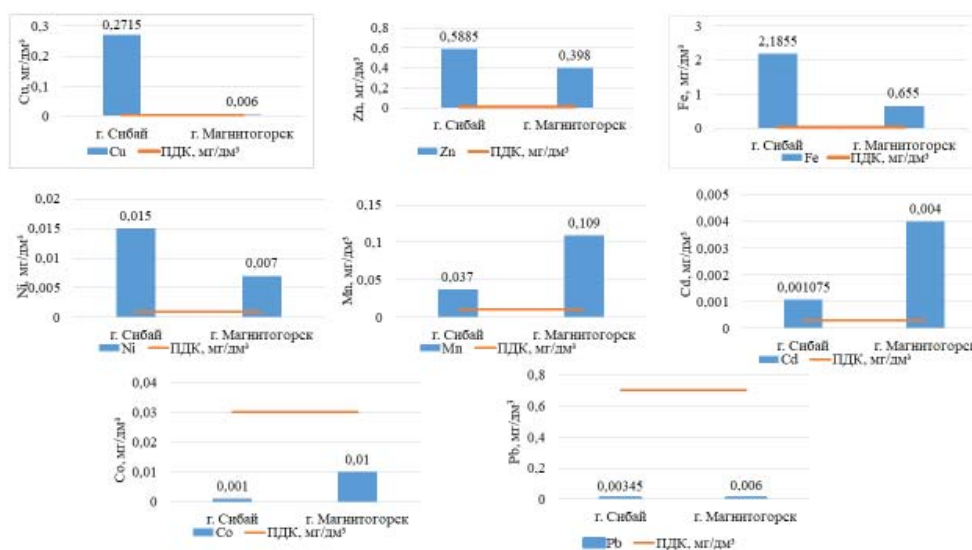 Cu, мг/дм³
0,3
0,2
0,1
0
0,2715
0,006
г. Сибай г. Магнитогорск
Cu ПДК, мг/дм³
Zn, мг/дм³
0,8
0,6
0,4
0,2
0
0,5885
0,398
г. Сибай г. Магнитогорск
Zn ПДК, мг/дм³
Fe, мг/дм³
3
2
1
0
2,1855
0,655
г. Сибай г. Магнитогорск
Fe ПДК, мг/дм³
Ni, мг/дм³
0,02
0,015
0,01
0,005
0
0,015
0,007
г. Сибай г. Магнитогорск
Ni ПДК, мг/дм³
Mn, мг/дм³
0,15
0,10
0,05
0,00
0,037
0,109
г. Сибай г. Магнитогорск
Mn ПДК, мг/дм³
Cd, мг/дм³
0,005
0,004
0,003
0,002
0,001
0
0,001075
0,004
г. Сибай г. Магнитогорск
Cd ПДК, мг/дм³
Co, мг/дм³
0,04
0,03
0,02
0,01
0
0,001
0,01
г. Сибай г. Магнитогорск
Co ПДК, мг/дм³
Pb, мг/дм³
0,8
0,6
0,4
0,2
0
0,00345
0,006
г. Сибай г. Магнитогорск
Pb ПДК, мг/дм³